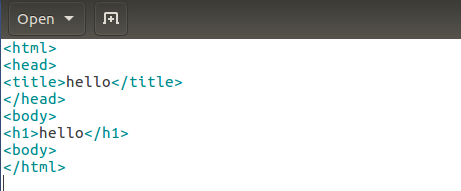 Open
<html>
<head>
<title>hello</title>
</head>
<body>
<h1>hello</h1>
<body>
</html>